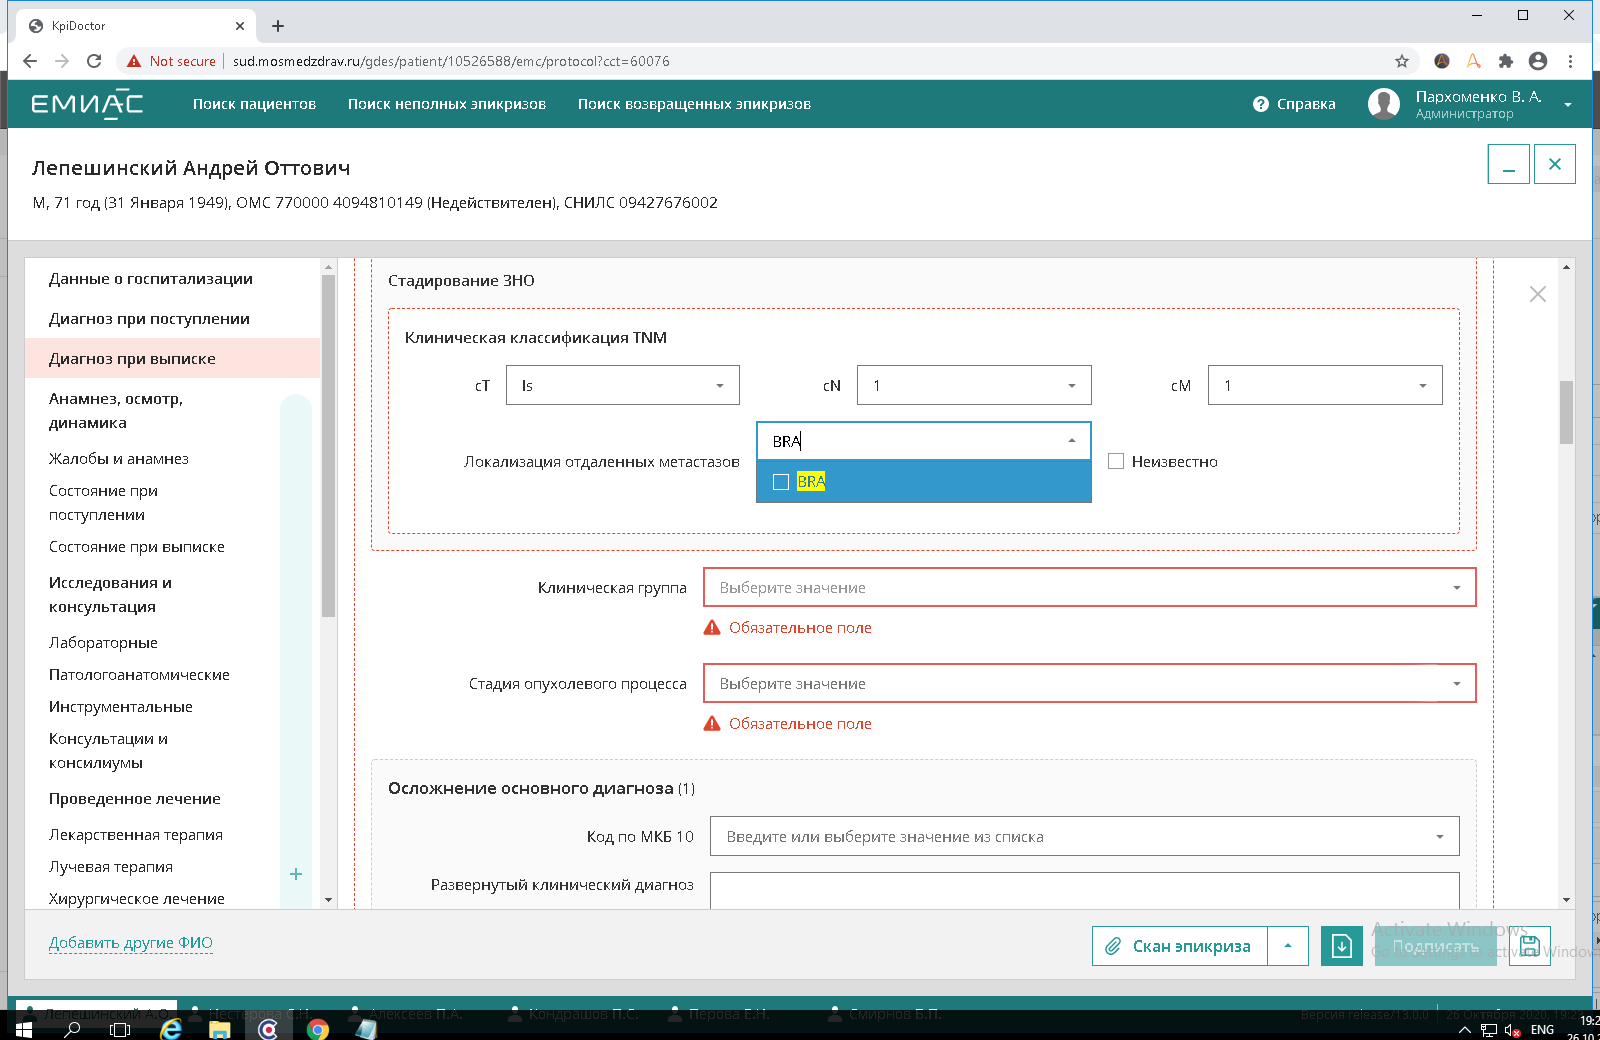 KpiDoctor
Not secure sud.mosmedzdrav.ru/gdes/patient/10526588/emc/protocol?cct=60076
ЕМИАС Поиск пациентов Поиск неполных эпикризов Поиск возвращенных эпикризов Справка Пархоменко В. А.
Администратор
Лепешинский Андрей Оттович
М, 71 год (31 Января 1949), ОМС 770000 4094810149 (Недействителен), СНИЛС 09427676002
Данные о госпитализации
Диагноз при поступлении
Диагноз при выписке
Анамнез, осмотр,
динамика
Жалобы и анамнез
Состояние при
поступлении
Состояние при выписке
Исследования и
консультация
Лабораторные
Патологоанатомические
Инструментальные
Консультации и
консилиумы
Проведенное лечение
Лекарственная терапия
Лучевая терапия
Хирургическое лечение
Стадирование ЗНО
Клиническая классификация TNM
cT Is cN 1 cM 1
Локализация отдаленных метастазов BRA Неизвестно
BRA
Клиническая группа Выберите значение
Обязательное поле
Стадия опухолевого процесса Выберите значение
Обязательное поле
Осложнение основного диагноза (1)
Код по МКБ 10 Введите или выберите значение из списка
Развернутый клинический диагноз
Добавить другие ФИО
Скан эпикриза
Подписать
Activate Windows
Go to Settings to activate Windows
Лепешинский А.О. Нестерова С.Н. Алексеев П.А. Кондрашов П.С. Перова Е.Н. Смирнов Б.П.
Версия release/13.0.0 26 Октября 2020, 19:2
ENG
19:2
26.10.